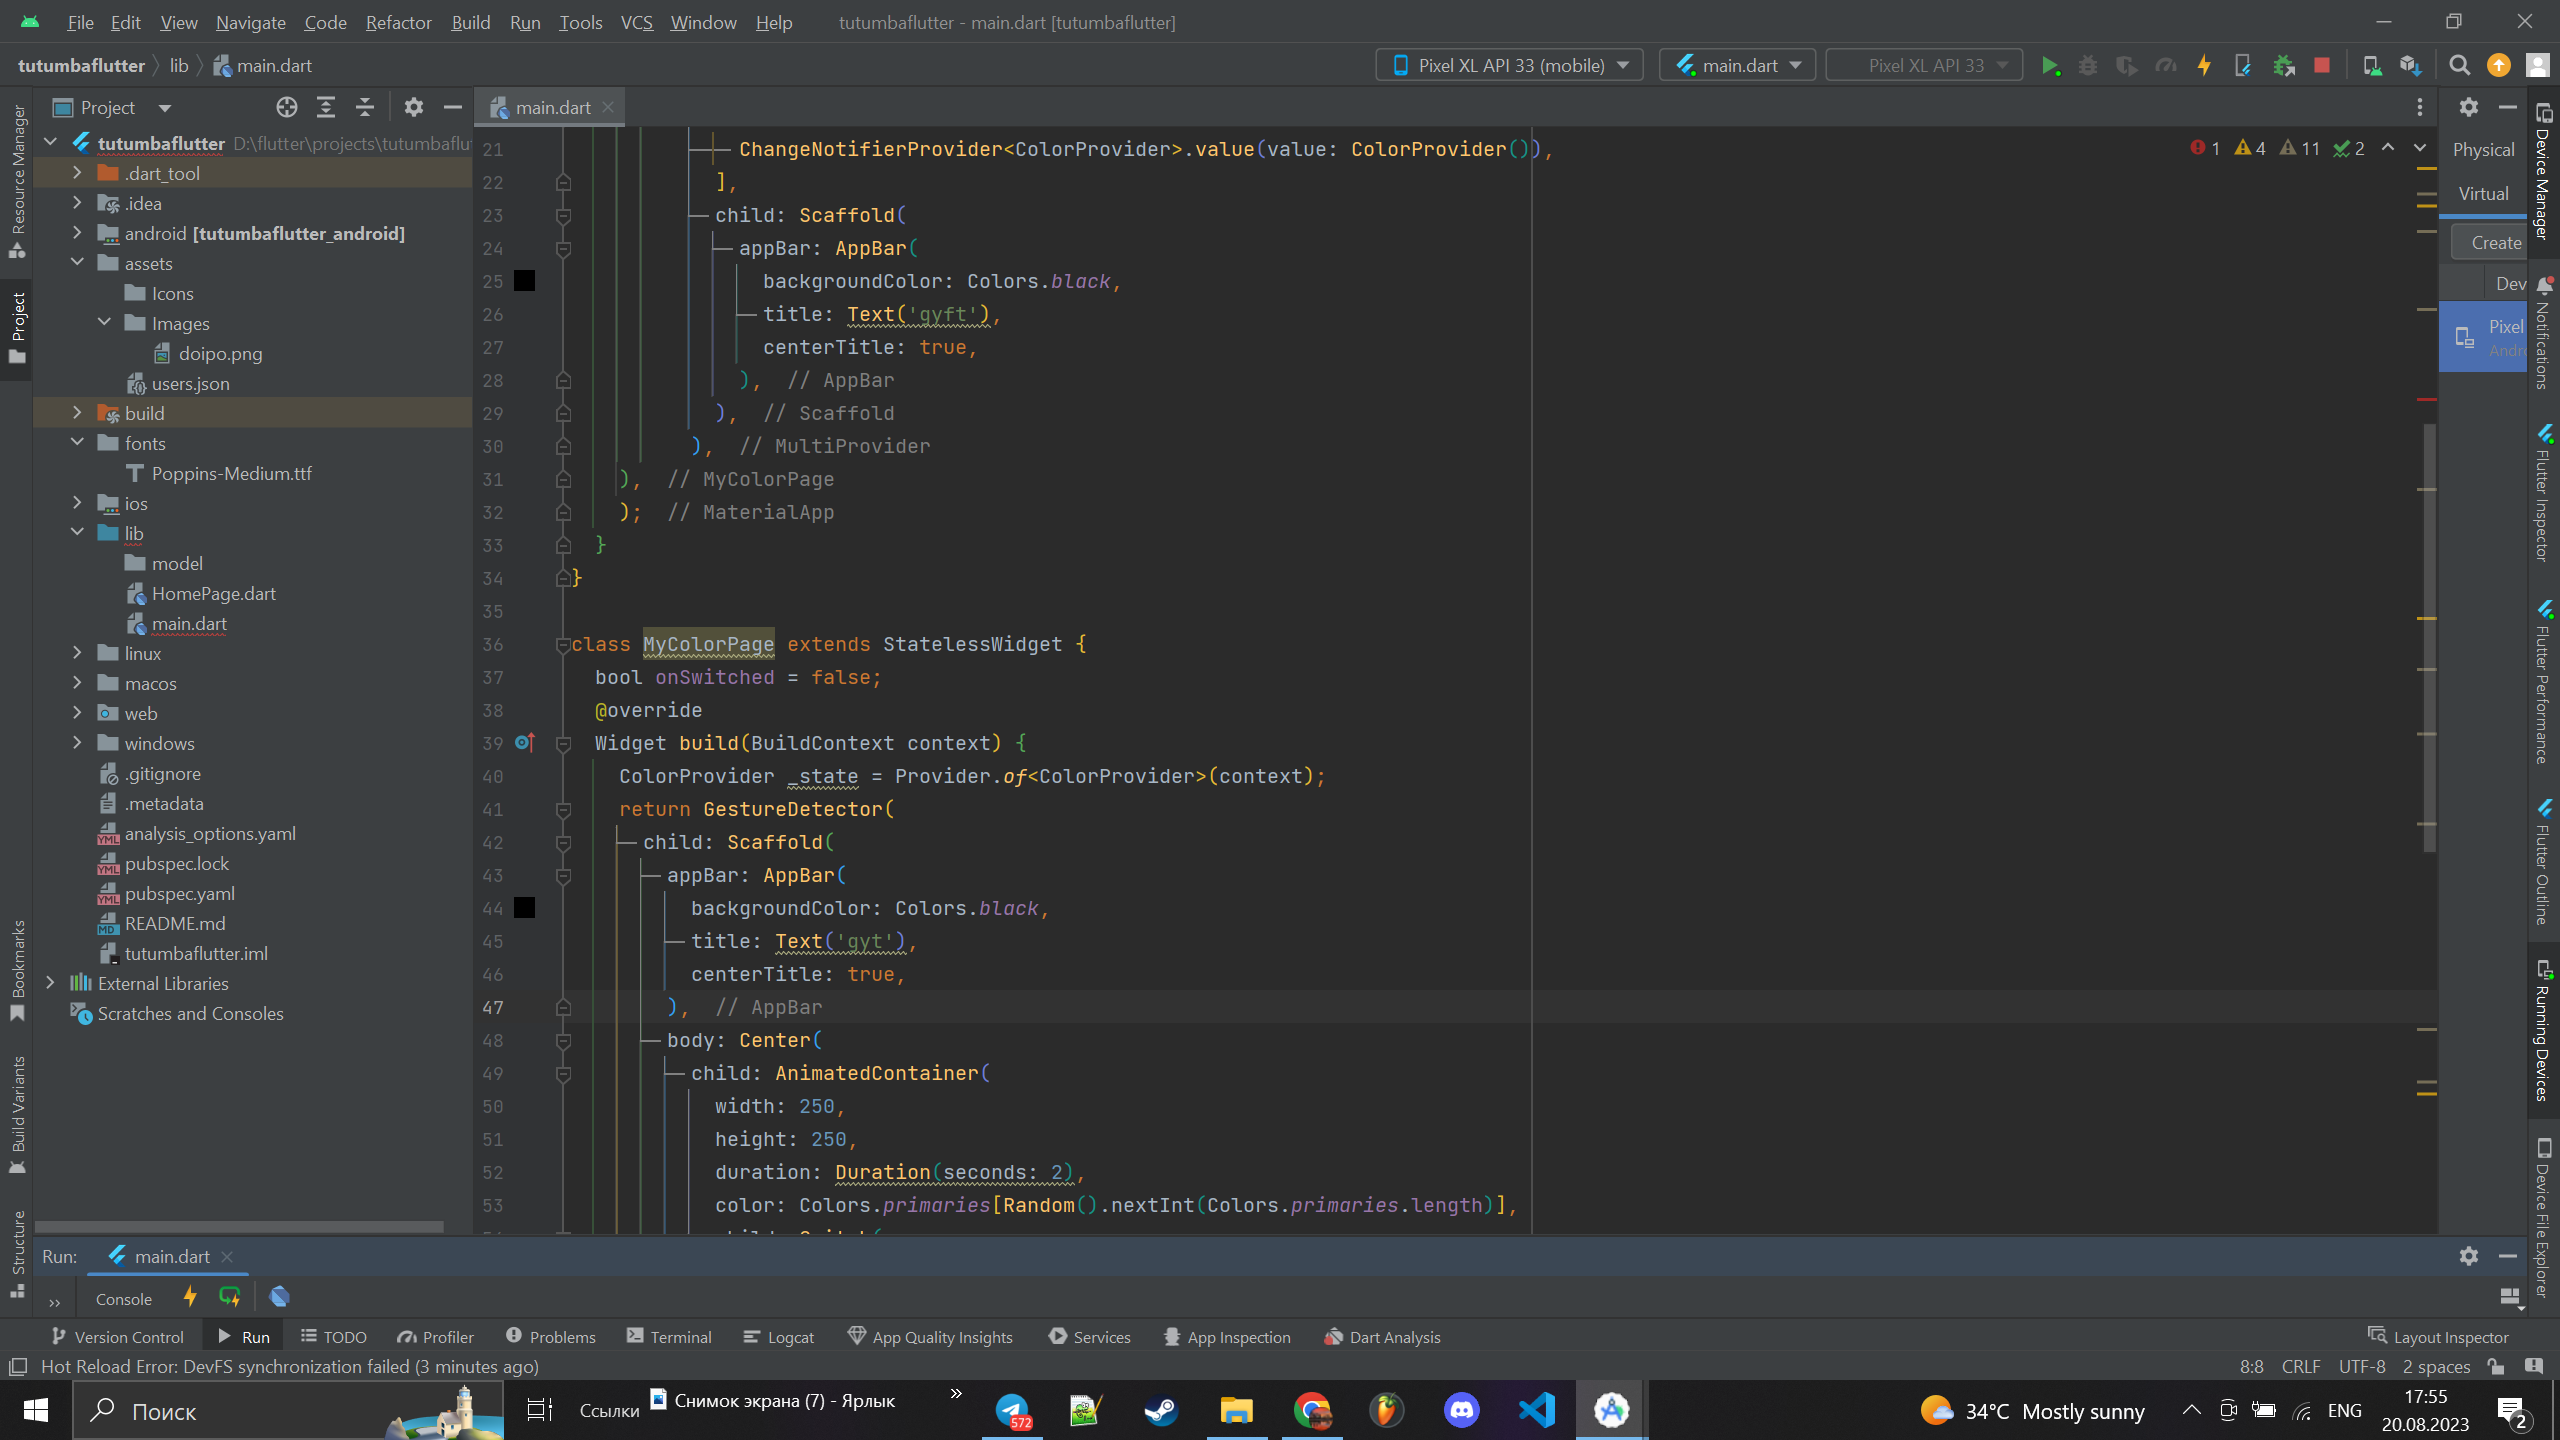 File Edit View Navigate Code Refactor Build Run Tools VCS Window Help tutumbaflutter - main.dart [tutumbaflutter]
tutumbaflutter lib main.dart Pixel XL API 33 (mobile) main.dart Pixel XL API 33
Project main.dart
tutumbaflutter D:\flutter\projects\tutumbaflut
.dart_tool
.idea
android [tutumbaflutter_android]
assets
Icons
Images
doipo.png
users.json
build
fonts
Poppins-Medium.ttf
ios
lib
model
HomePage.dart
main.dart
linux
macos
web
windows
.gitignore
.metadata
analysis_options.yaml
pubspec.lock
pubspec.yaml
README.md
tutumbaflutter.iml
External Libraries
Scratches and Consoles
Resource Manager
Project
Bookmarks
Build Variants
Structure
21 ChangeNotifierProvider<ColorProvider>.value(value: ColorProvider()),
22 ],
23 child: Scaffold(
24 appBar: AppBar(
25 backgroundColor: Colors.black,
26 title: Text('gyft'),
27 centerTitle: true,
28 ), // AppBar
29 ), // Scaffold
30 ), // MultiProvider
31 ), // MyColorPage
32 ); // MaterialApp
33 }
34 }
35
36 class MyColorPage extends StatelessWidget {
37 bool onSwitched = false;
38 @override
39 Widget build(BuildContext context) {
40 ColorProvider _state = Provider.of<ColorProvider>(context);
41 return GestureDetector(
42 child: Scaffold(
43 appBar: AppBar(
44 backgroundColor: Colors.black,
45 title: Text('gyt'),
46 centerTitle: true,
47 ), // AppBar
48 body: Center(
49 child: AnimatedContainer(
50 width: 250,
51 height: 250,
52 duration: Duration(seconds: 2),
53 color: Colors.primaries[Random().nextInt(Colors.primaries.length)],
1 4 11 2
Physical
Virtual
Create
Dev
Pixel
Andro
Device Manager
Notifications
Flutter Inspector
Flutter Performance
Flutter Outline
Running Devices
Device File Explorer
Run: main.dart
Console
Version Control Run TODO Profiler Problems Terminal Logcat App Quality Insights Services App Inspection Dart Analysis Layout Inspector
Hot Reload Error: DevFS synchronization failed (3 minutes ago) 8:8 CRLF UTF-8 2 spaces
Поиск Ссылки Снимок экрана (7) - Ярлык 572 34°C Mostly sunny ENG 17:55
20.08.2023 2